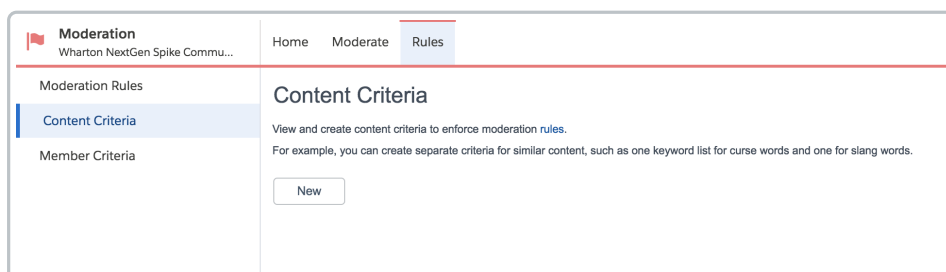 Moderation
Wharton NextGen Spike Commu...
Home Moderate Rules
Moderation Rules
Content Criteria
Member Criteria
Content Criteria
View and create content criteria to enforce moderation rules.
For example, you can create separate criteria for similar content, such as one keyword list for curse words and one for slang words.
New